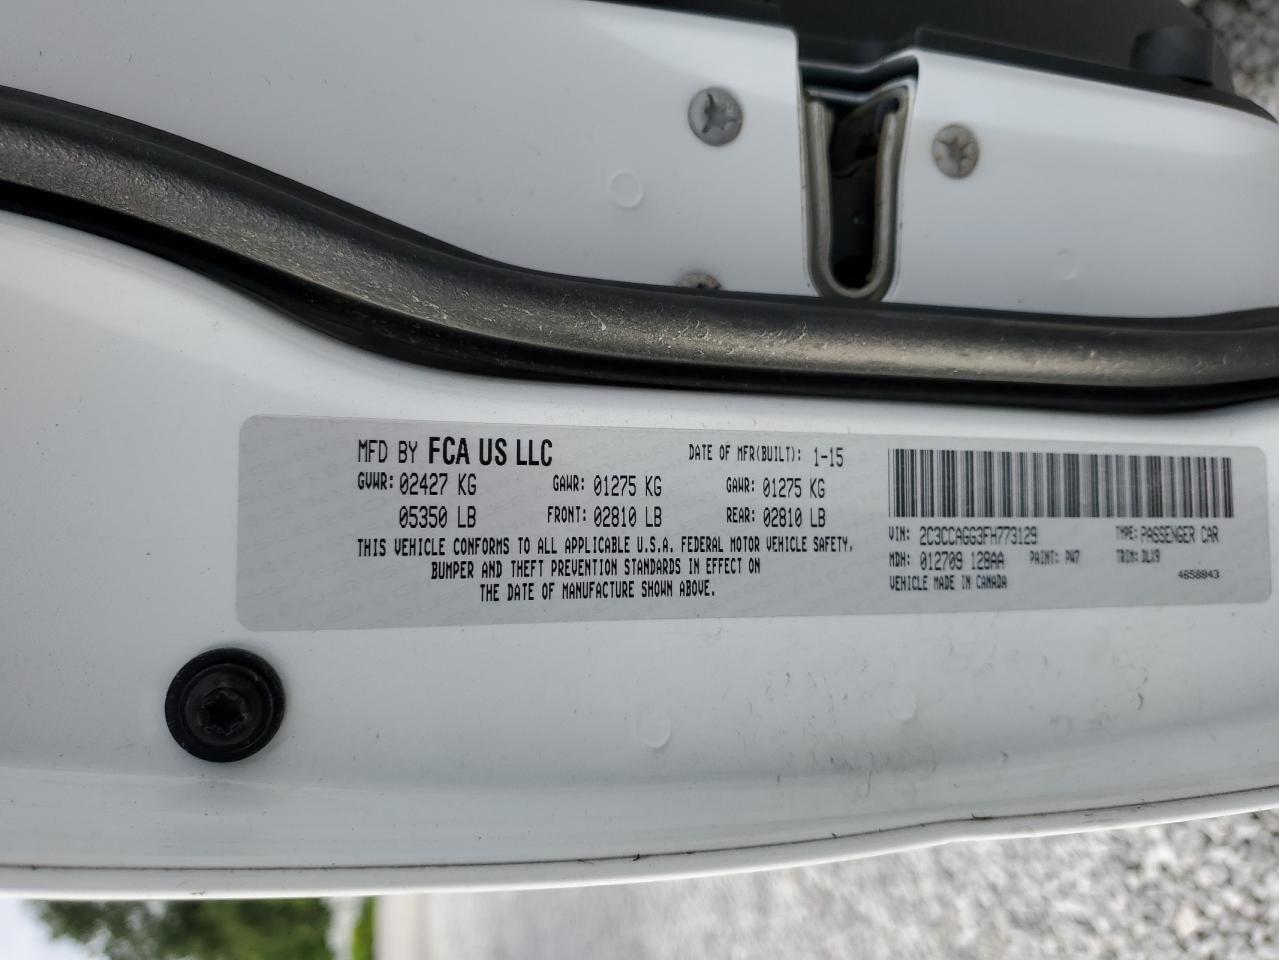 MFD BY FCA US LLC DATE OF MFR(BUILT): 1-15
GVWR: 02427 KG GAWR: 01275 KG GAWR: 01275 KG
05350 LB FRONT: 02810 LB REAR: 02810 LB
THIS VEHICLE CONFORMS TO ALL APPLICABLE U.S.A. FEDERAL MOTOR VEHICLE SAFETY,
BUMPER AND THEFT PREVENTION STANDARDS IN EFFECT ON
THE DATE OF MANUFACTURE SHOWN ABOVE.
VIN: 2C3CCAGG3FH773129 TYPE: PASSENGER CAR
MDH: 012709 128AA PAINT: PW7 TRIM: DLX9
VEHICLE MADE IN CANADA 4658843